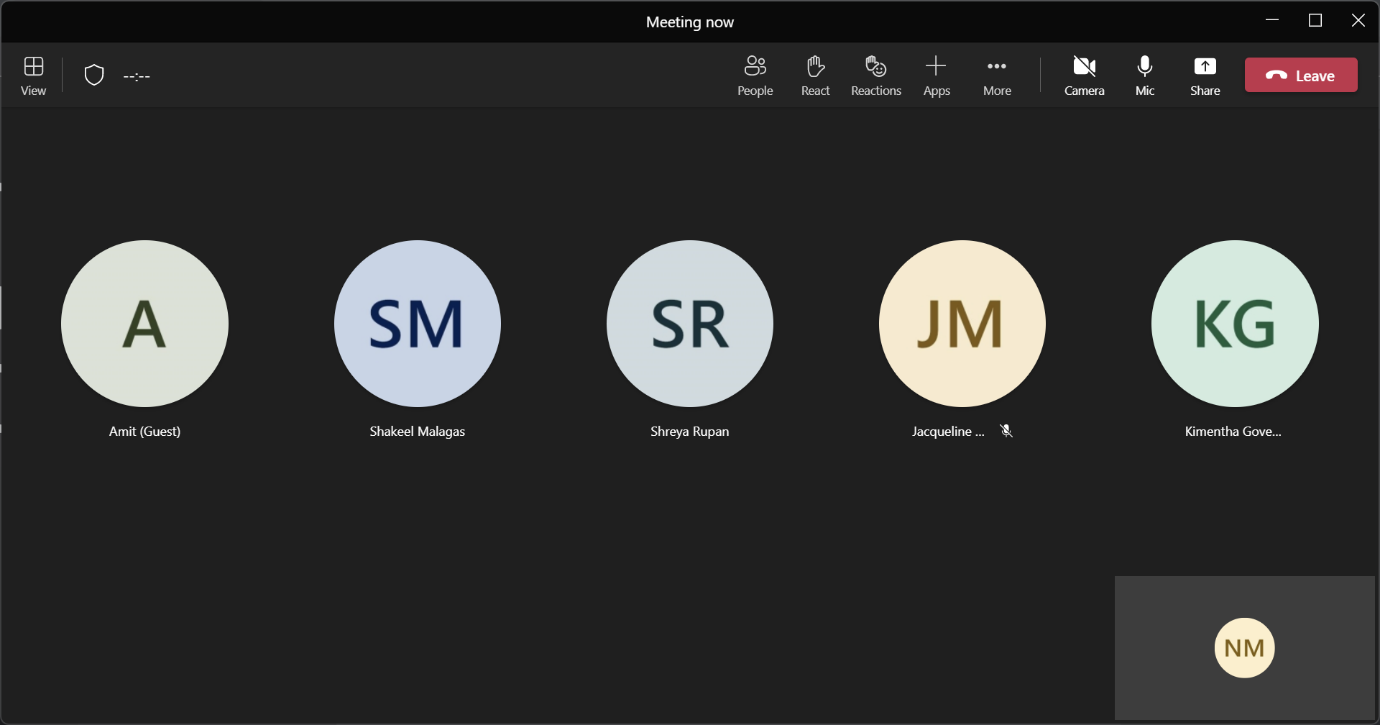 Meeting now
View
--:--
People
React
Reactions
Apps
More
Camera
Mic
Share
Leave
A
SM
SR
JM
KG
Amit (Guest)
Shakeel Malagas
Shreya Rupan
Jacqueline ...
Kimentha Gove...
NM